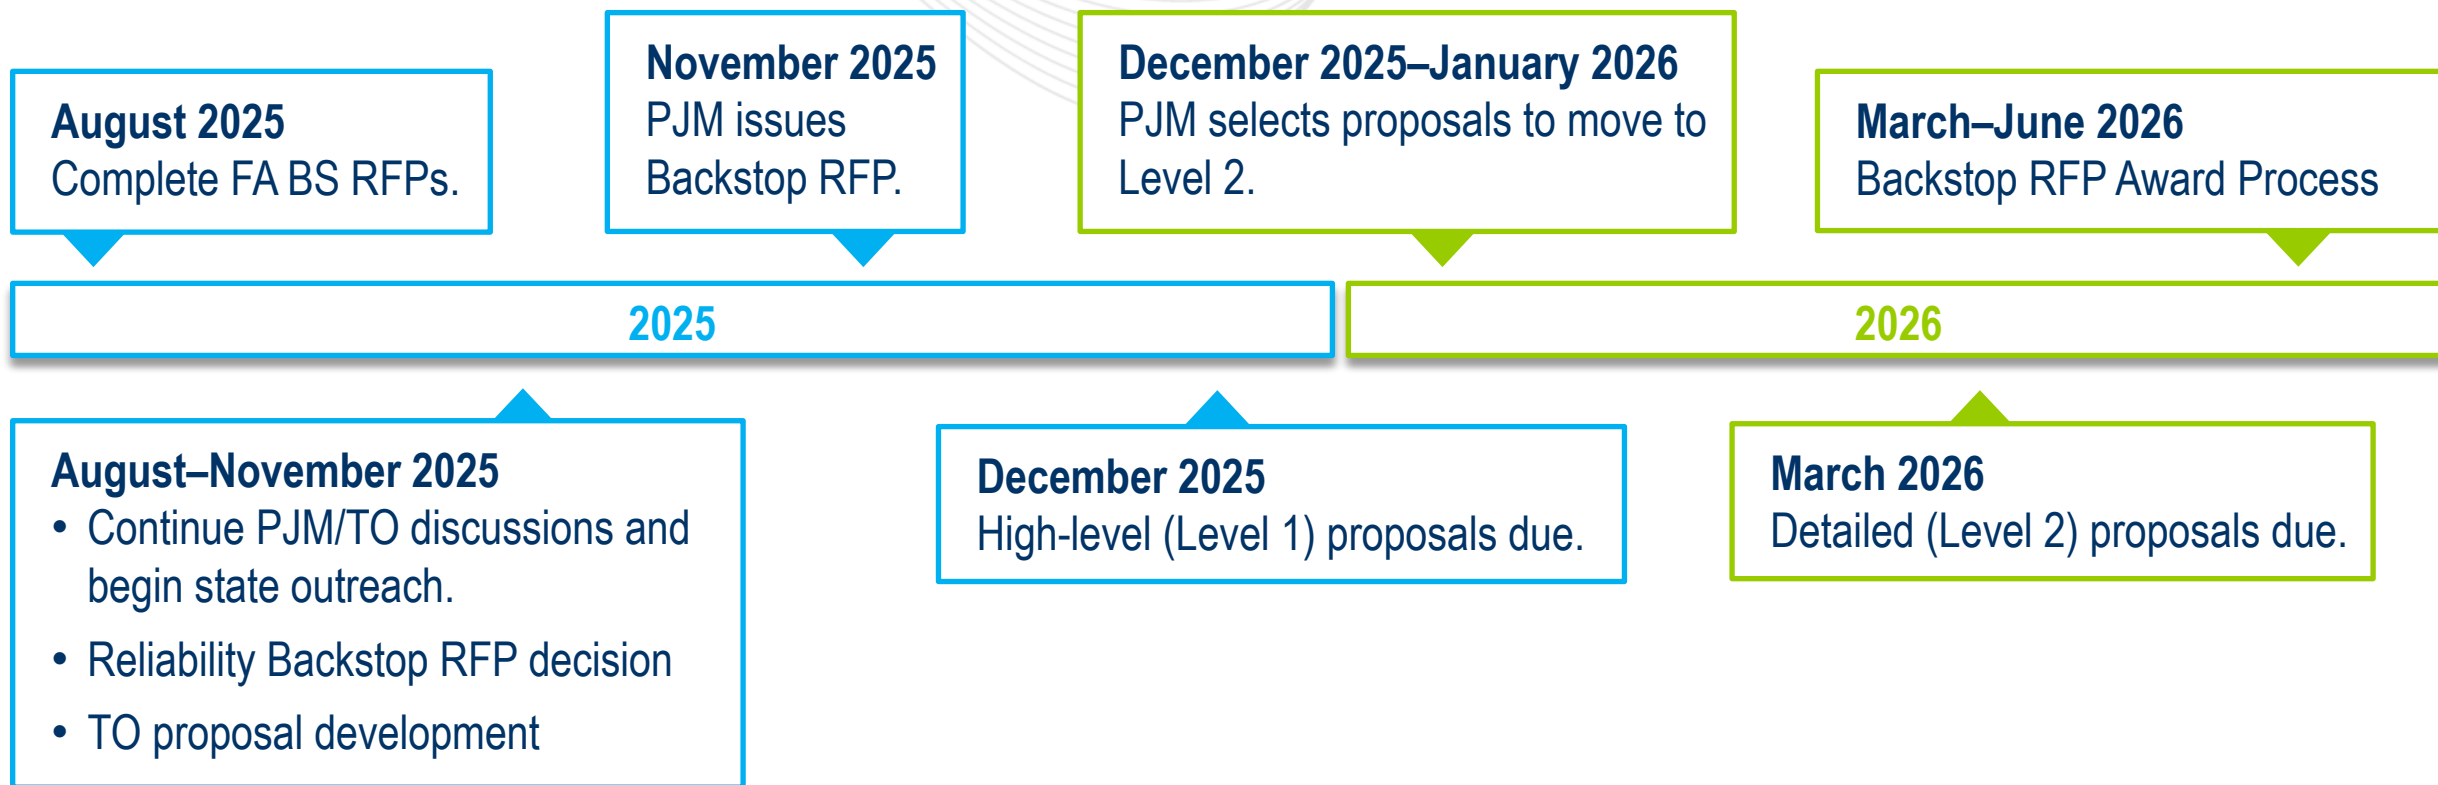 August 2025
Complete FA BS RFPs.
November 2025
PJM issues
Backstop RFP.
December 2025–January 2026
PJM selects proposals to move to
Level 2.
March–June 2026
Backstop RFP Award Process
2025
2026
August–November 2025
• Continue PJM/TO discussions and
begin state outreach.
• Reliability Backstop RFP decision
• TO proposal development
December 2025
High-level (Level 1) proposals due.
March 2026
Detailed (Level 2) proposals due.